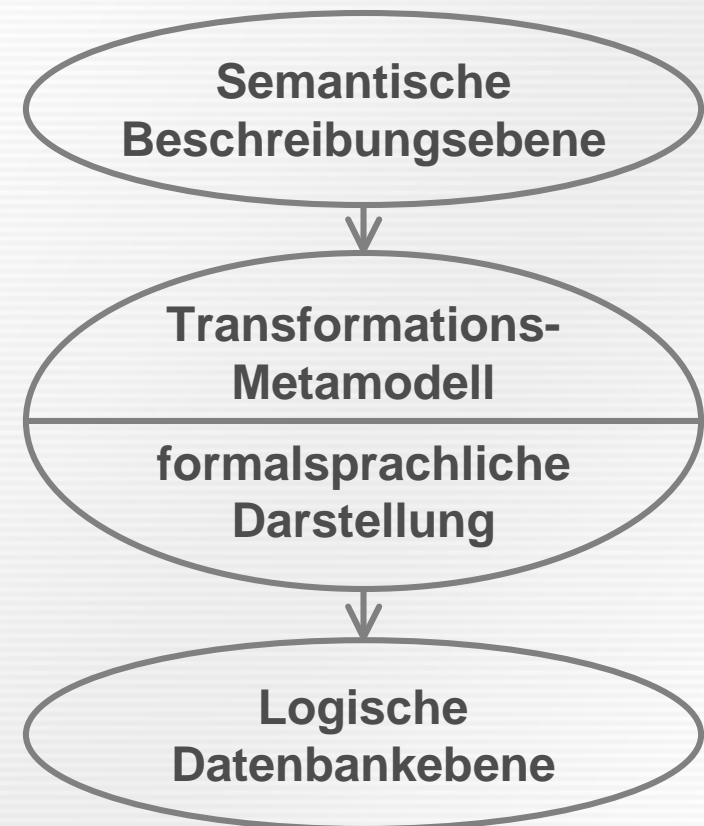 Semantische
Beschreibungsebene
Transformations-
Metamodell
formalsprachliche
Darstellung
Logische
Datenbankebene